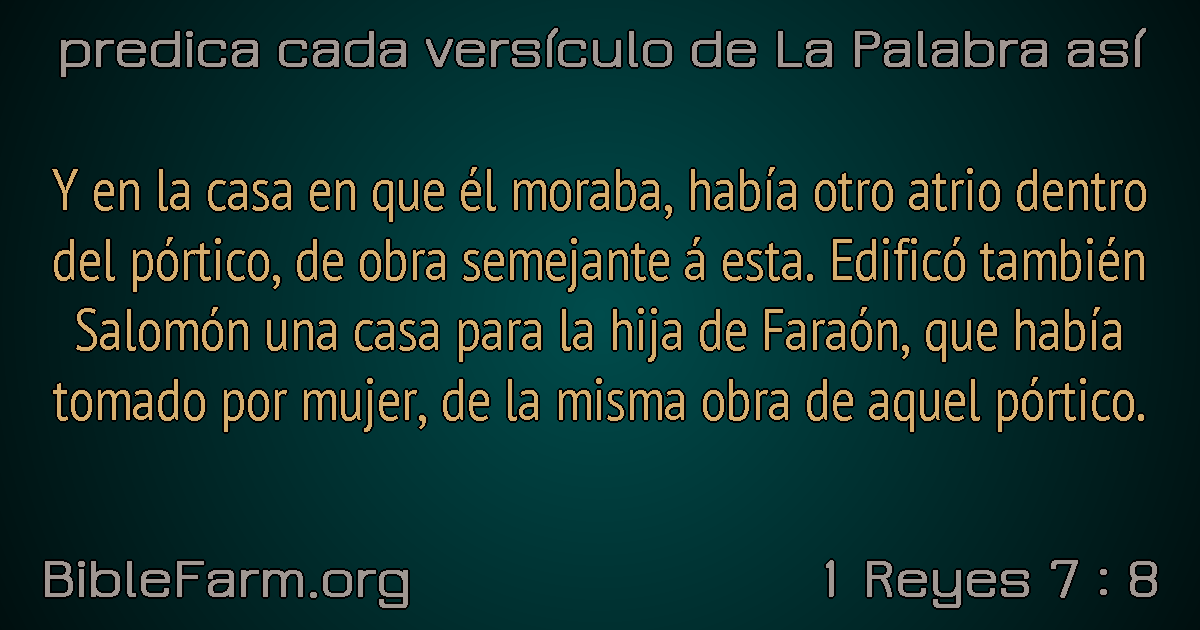 predica cada versículo de La Palabra así
Y en la casa en que él moraba, había otro atrio dentro
del pórtico, de obra semejante á esta. Edificó también
Salomón una casa para la hija de Faraón, que había
tomado por mujer, de la misma obra de aquel pórtico.
BibleFarm.org
1 Reyes 7 : 8